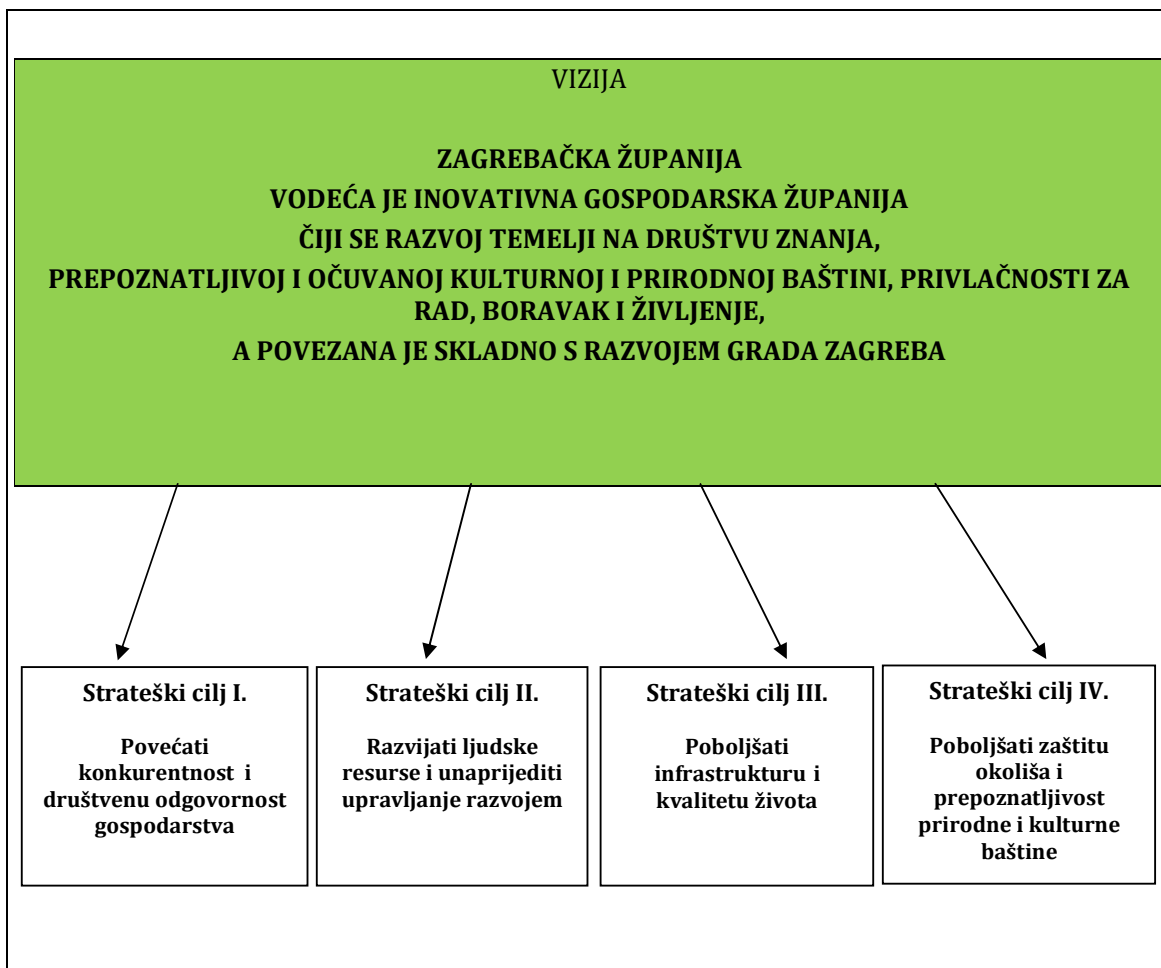 VIZIJA
ZAGREBAČKA ŽUPANIJA
VODEĆA JE INOVATIVNA GOSPODARSKA ŽUPANIJA
ČIJI SE RAZVOJ TEMELJI NA DRUŠTVU ZNANJA,
PREPOZNATLJIVOJ I OČUVANOJ KULTURNOJ I PRIRODNOJ BAŠTINI, PRIVLAČNOSTI ZA
RAD, BORAVAK I ŽIVLJENJE,
A POVEZANA JE SKLADNO S RAZVOJEM GRADA ZAGREBA
Strateški cilj I.
Povećati
konkurentnost i
društvenu odgovornost
gospodarstva
Strateški cilj II.
Razvijati ljudske
resurse i unaprijediti
upravljanje razvojem
Strateški cilj III.
Poboljšati
infrastrukturu i
kvalitetu života
Strateški cilj IV.
Poboljšati zaštitu
okoliša i
prepoznatljivost
prirodne i kulturne
baštine